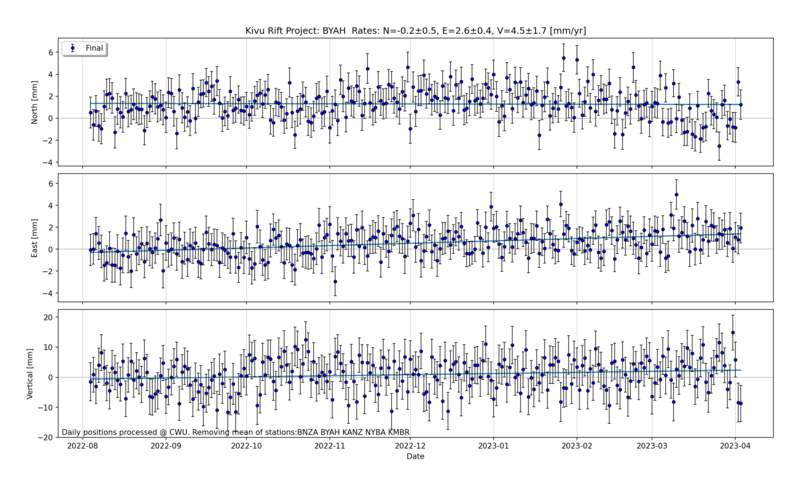 Kivu Rift Project: BYAH Rates: N=-0.2±0.5, E=2.6±0.4, V=4.5±1.7 [mm/yr]
Final
North [mm]
6
4
2
0
−2
−4
East [mm]
6
4
2
0
−2
−4
Vertical [mm]
20
10
0
−10
−20
Daily positions processed @ CWU. Removing mean of stations:BNZA BYAH KANZ NYBA KMBR
2022-08 2022-09 2022-10 2022-11 2022-12 2023-01 2023-02 2023-03 2023-04
Date